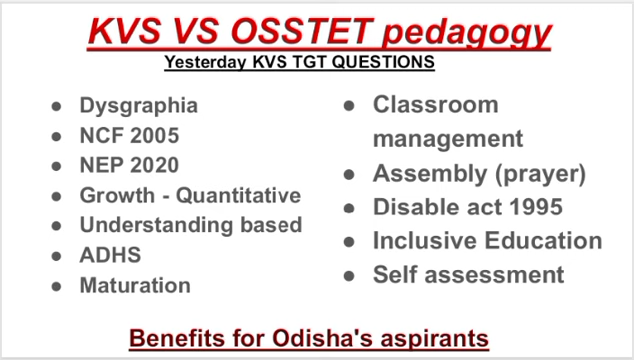 KVS VS OSSTET pedagogy
Yesterday KVS TGT QUESTIONS
● Dysgraphia
● NCF 2005
● NEP 2020
● Growth - Quantitative
● Understanding based
● ADHS
● Maturation
● Classroom
management
● Assembly (prayer)
● Disable act 1995
● Inclusive Education
● Self assessment
Benefits for Odisha's aspirants